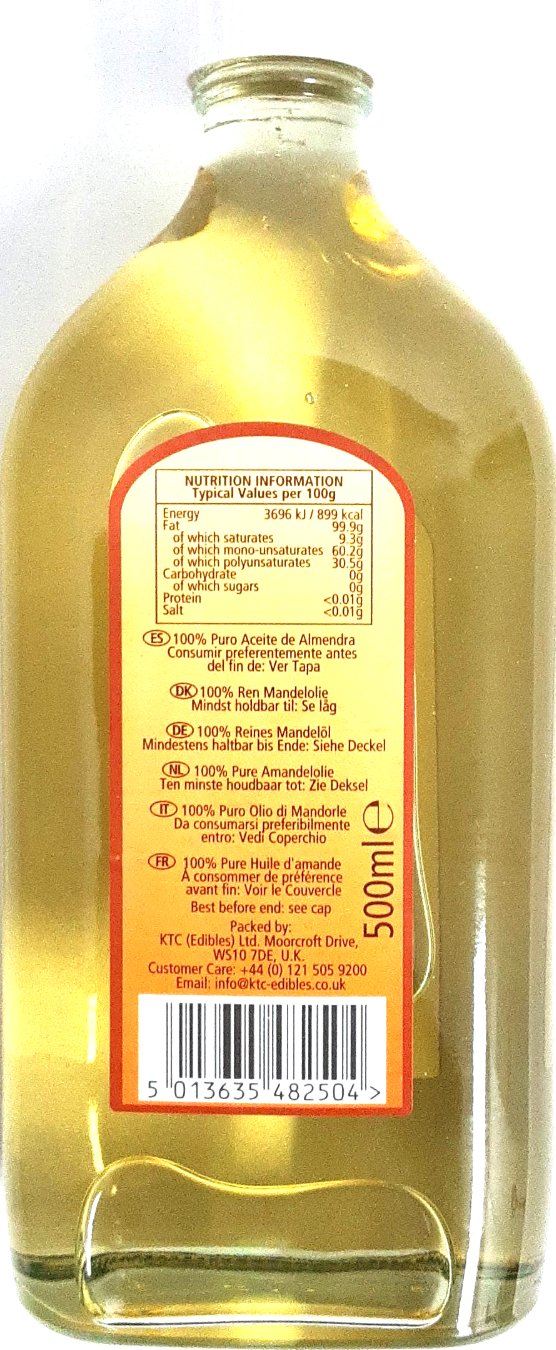 NUTRITION INFORMATION
Typical Values per 100g
Energy 3696 kJ / 899 kcal
Fat 99.9g
of which saturates 9.3g
of which mono-unsaturates 60.2g
of which polyunsaturates 30.5g
Carbohydrate 0g
of which sugars 0g
Protein <0.01g
Salt <0.01g
ES 100% Puro Aceite de Almendra
Consumir preferentemente antes
del fin de: Ver Tapa
DK 100% Ren Mandelolie
Mindst holdbar til: Se låg
DE 100% Reines Mandelöl
Mindestens haltbar bis Ende: Siehe Deckel
NL 100% Pure Amandelolie
Ten minste houdbaar tot: Zie Deksel
IT 100% Puro Olio di Mandorle
Da consumarsi preferibilmente
entro: Vedi Coperchio
FR 100% Pure Huile d'amande
À consommer de préférence
avant fin: Voir le Couvercle
Best before end: see cap
500ml e
Packed by:
KTC (Edibles) Ltd. Moorcroft Drive,
WS10 7DE, U.K.
Customer Care: +44 (0) 121 505 9200
Email: info@ktc-edibles.co.uk
5 013635 482504 >